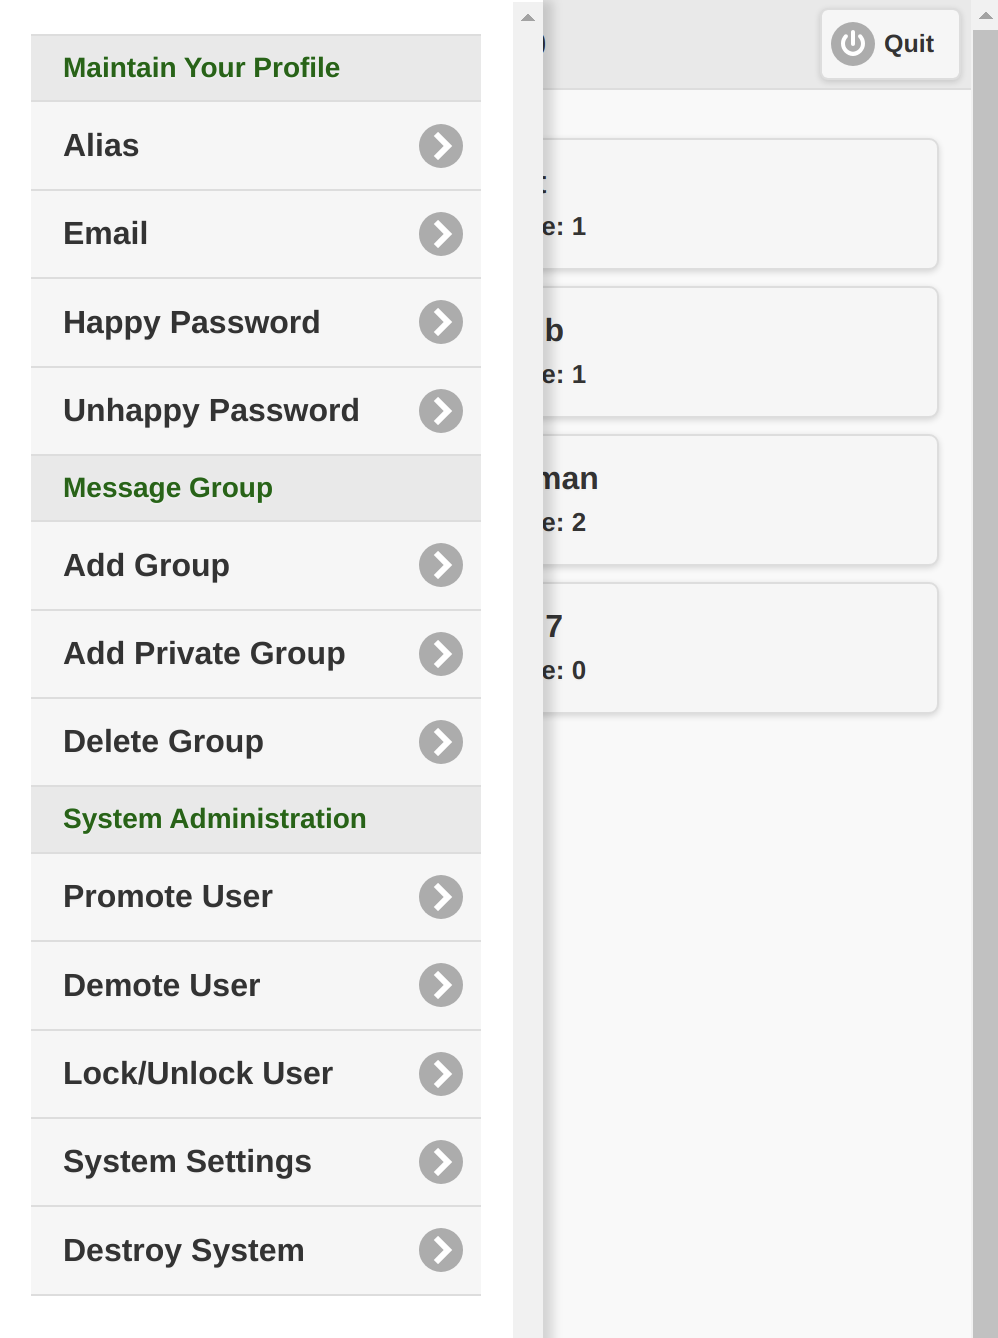 Maintain Your Profile
Alias
Email
Happy Password
Unhappy Password
Message Group
Add Group
Add Private Group
Delete Group
System Administration
Promote User
Demote User
Lock/Unlock User
System Settings
Destroy System
Quit
e: 1
b
e: 1
man
e: 2
7
e: 0